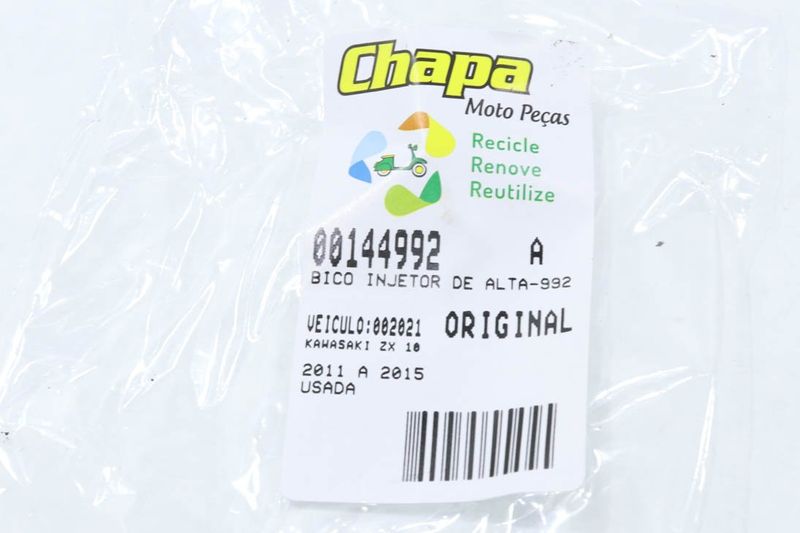 Chapa
Moto Peças
Recicle
Renove
Reutilize
00144992 A
BICO INJETOR DE ALTA-992
VEICULO:002021 ORIGINAL
KAWASAKI ZX 10
2011 A 2015
USADA